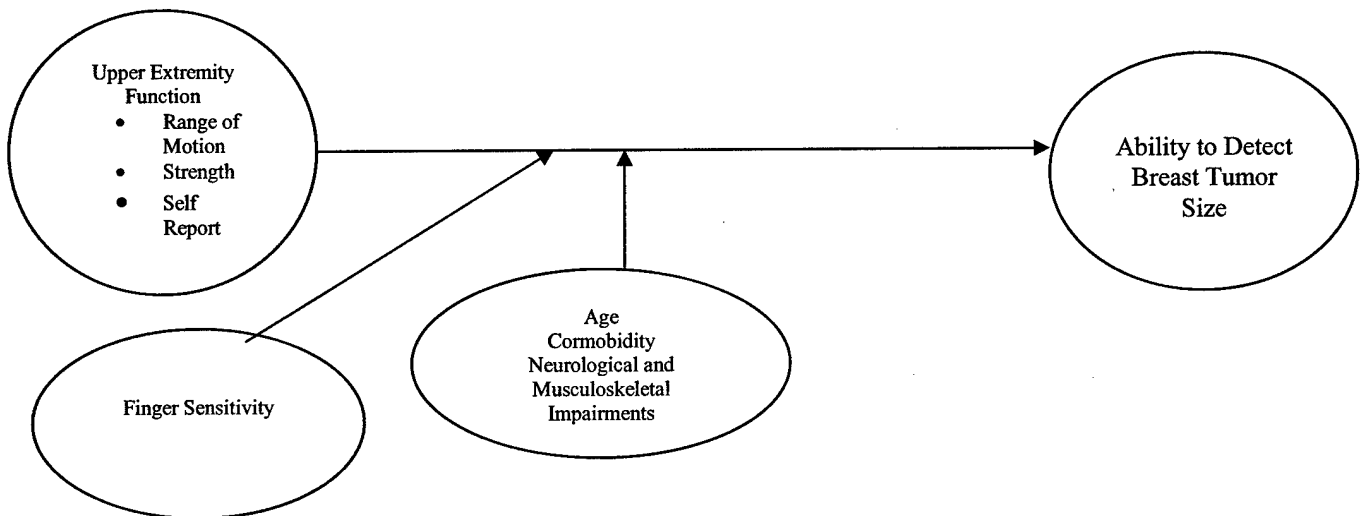 Upper Extremity
Function
• Range of
Motion
• Strength
• Self
Report
Ability to Detect
Breast Tumor
Size
Age
Cormobidity
Neurological and
Musculoskeletal
Impairments
Finger Sensitivity